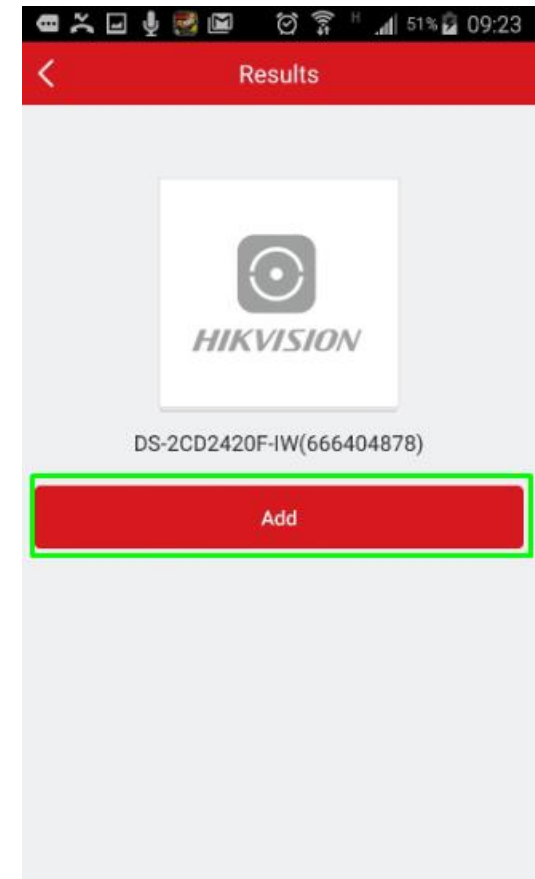 H 51% 09:23
Results
HIKVISION
DS-2CD2420F-IW(666404878)
Add